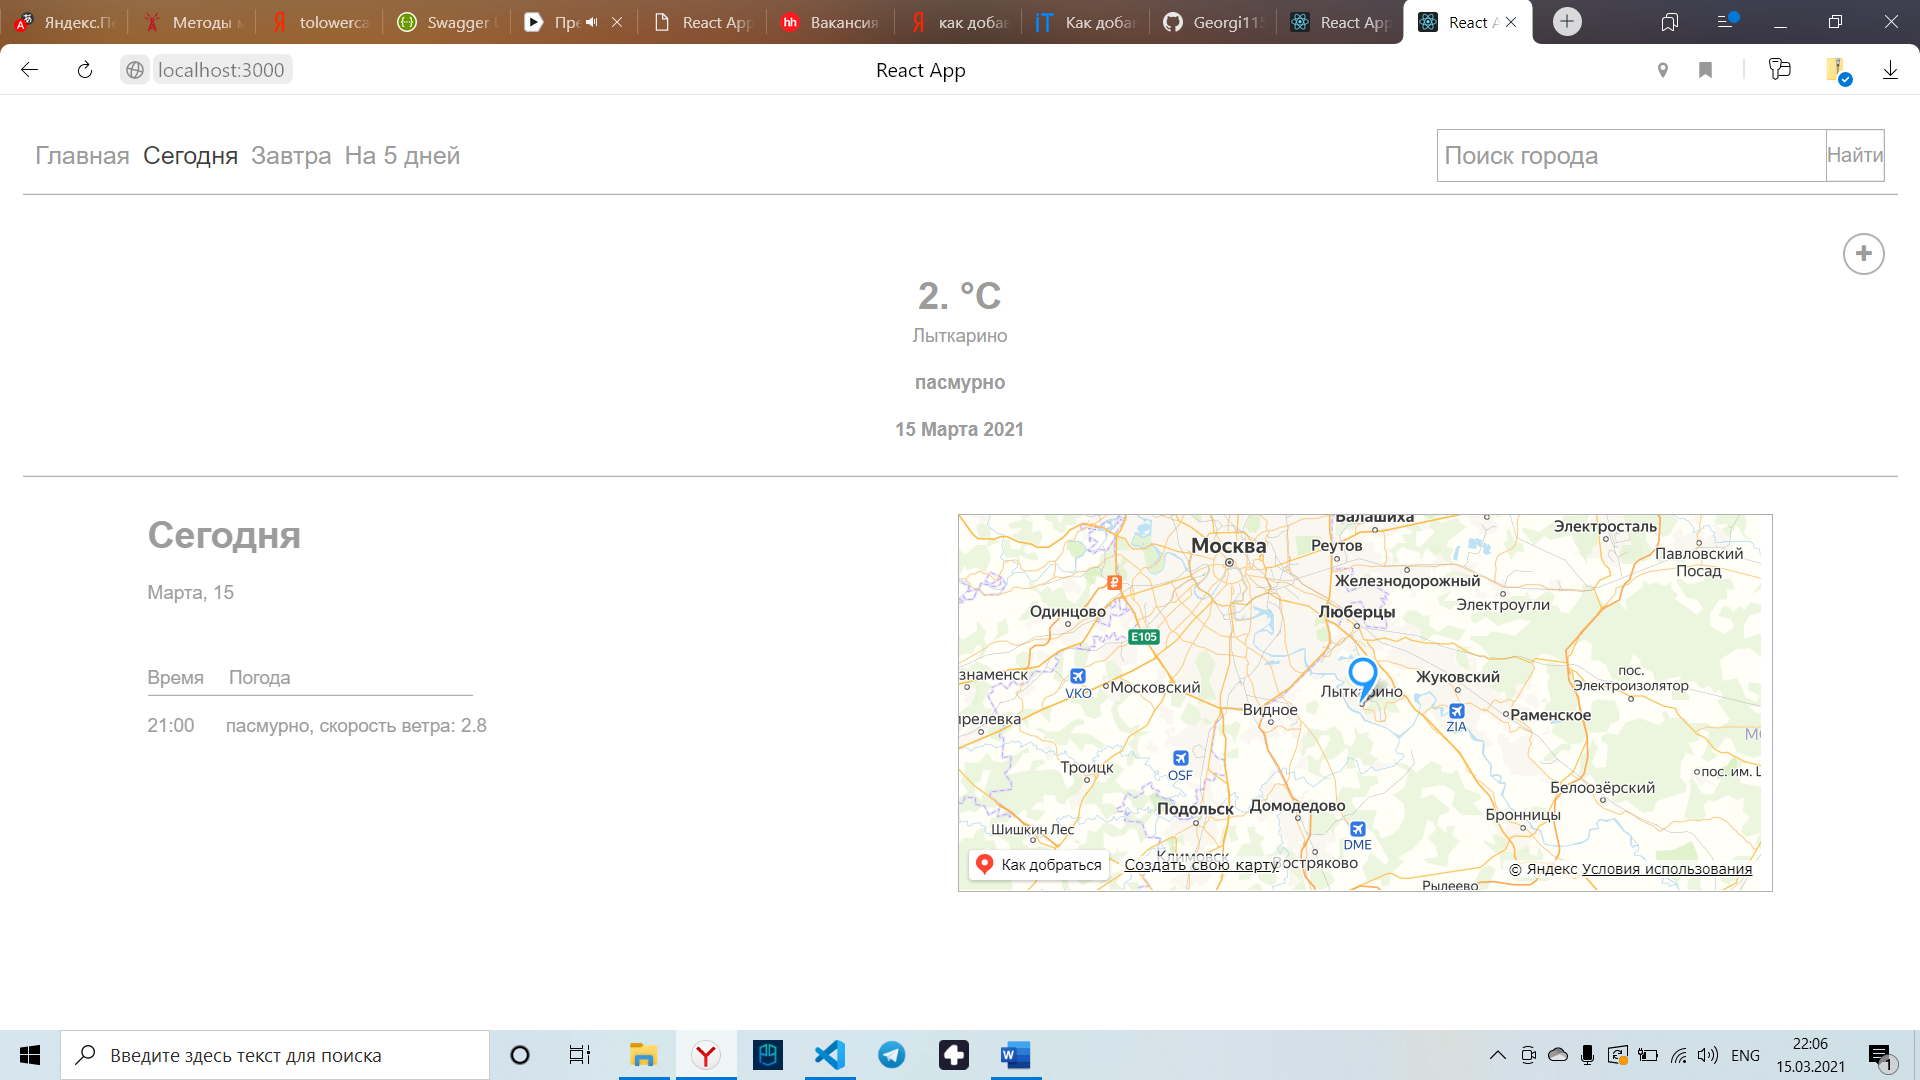 Яндекс.П
Методы
tolowerca
Swagger
Пре
React App
Вакансия
как добав
Как доба
Georgi115
React App
React A
localhost:3000
React App
Главная Сегодня Завтра На 5 дней
Поиск города
Найти
2. °C
Лыткарино
пасмурно
15 Марта 2021
Сегодня
Марта, 15
Время Погода
21:00 пасмурно, скорость ветра: 2.8
Балашиха
Электросталь
Москва
Реутов
Павловский
Посад
Железнодорожный
Электроугли
Одинцово
Люберцы
E105
знаменск
VKO
Московский
Лыткарино
Жуковский
пос.
Электроизолятор
Видное
ZIA
Раменское
прелевка
OSF
Троицк
пос. им. Ц
Белоозёрский
Подольск
Домодедово
Бронницы
Шишкин Лес
DME
Климовск
Востряково
Рылеево
Как добраться
Создать свою карту
© Яндекс Условия использования
Введите здесь текст для поиска
ENG
22:06
15.03.2021
1